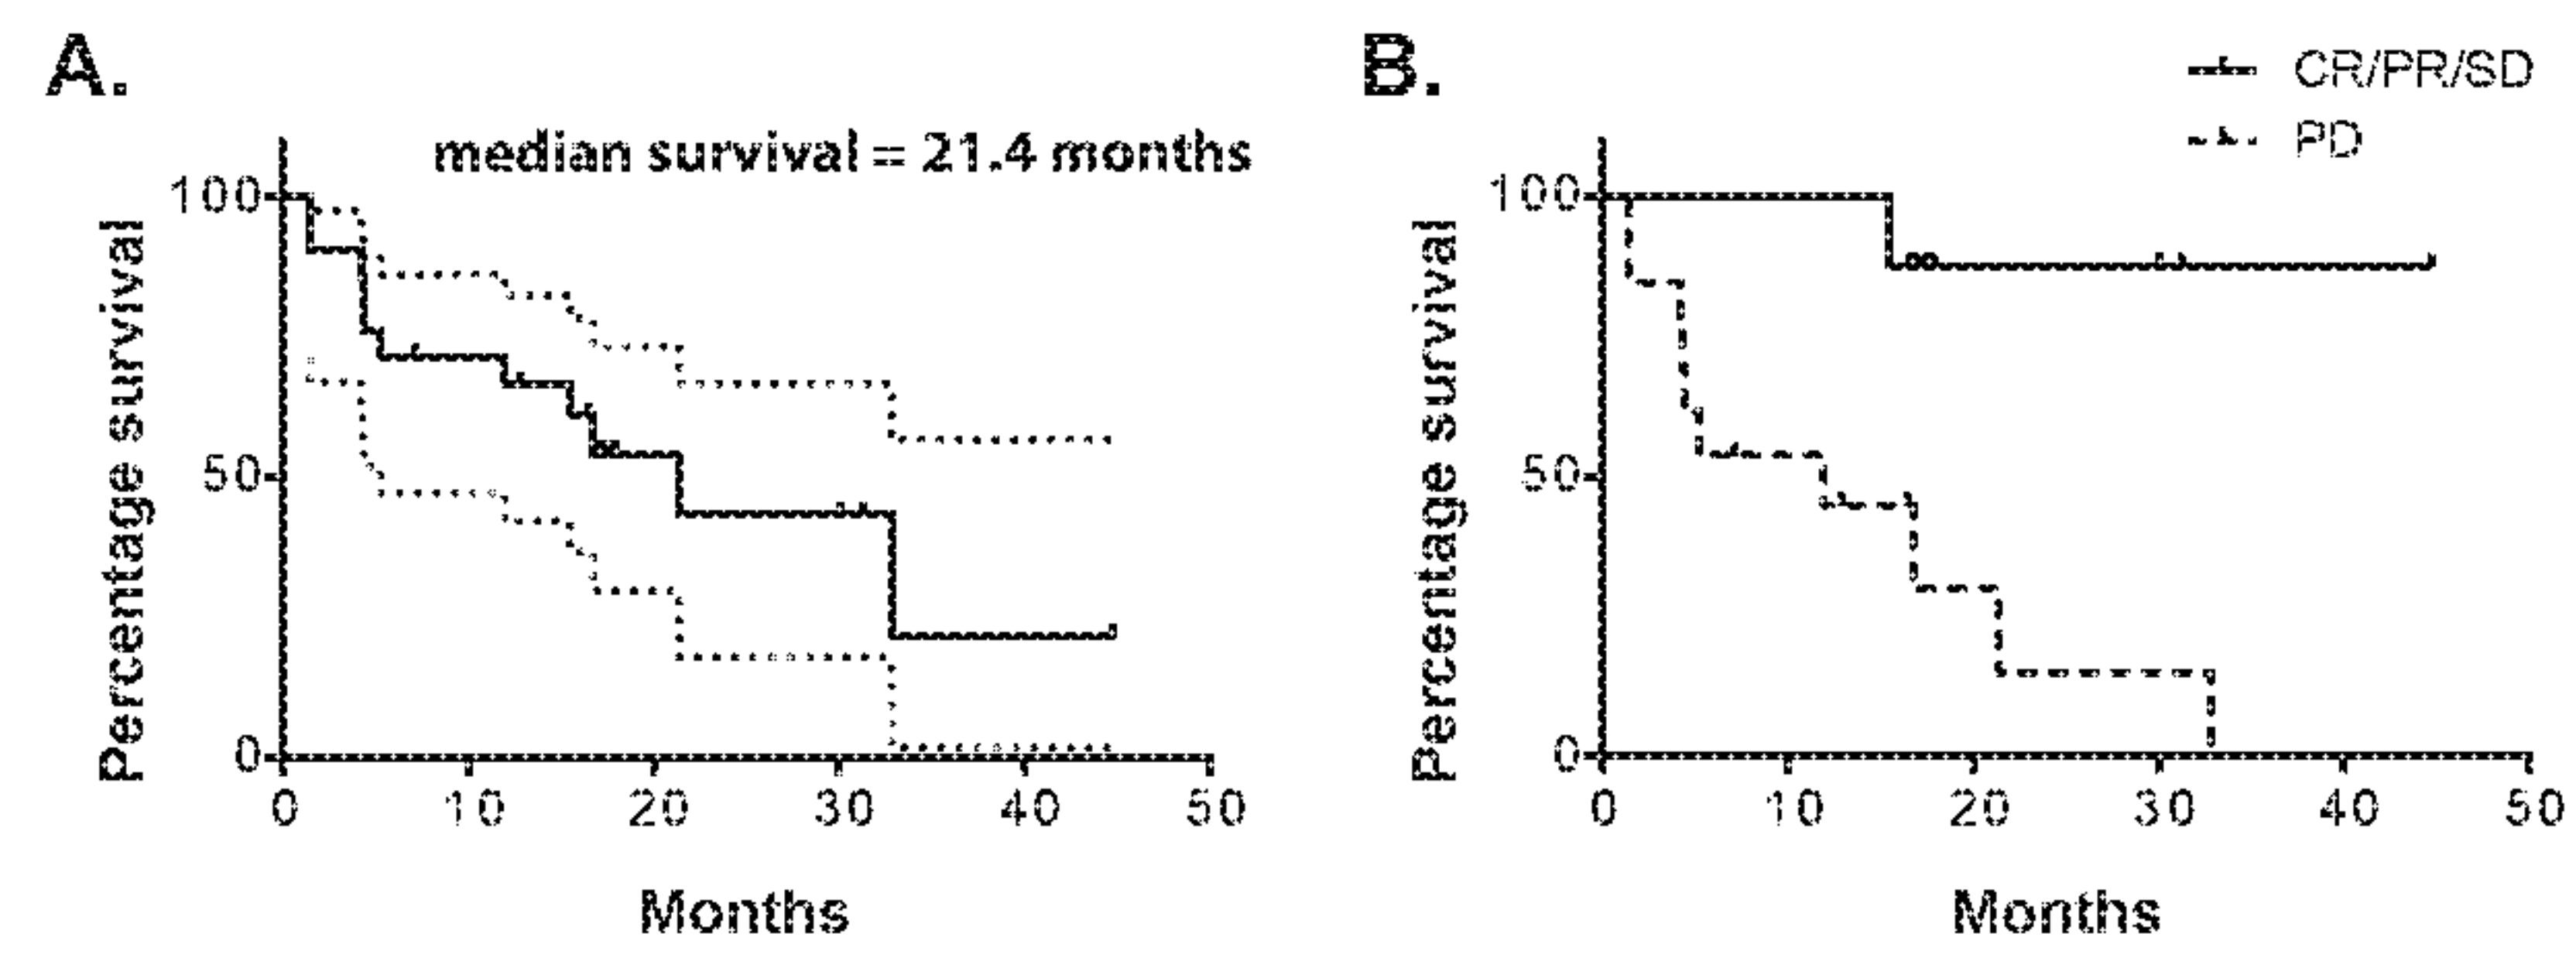 A.
median survival = 21.4 months
100
50
0
Percentage survival
0 10 20 30 40 50
Months
B.
CR/PR/SD
PD
100
50
0
Percentage survival
0 10 20 30 40 50
Months